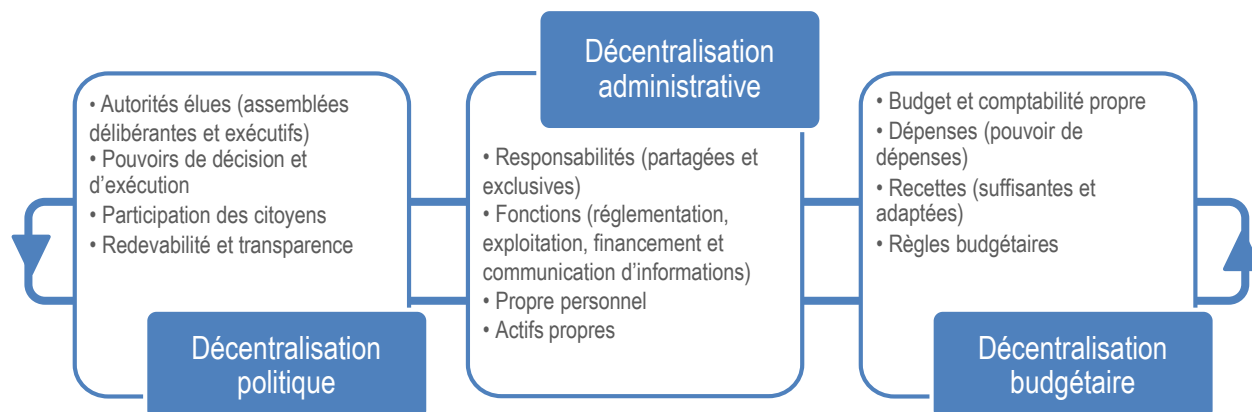 • Autorités élues (assemblées
délibérantes et exécutifs)
• Pouvoirs de décision et
d’exécution
• Participation des citoyens
• Redevabilité et transparence
Décentralisation
politique
Décentralisation
administrative
• Responsabilités (partagées et
exclusives)
• Fonctions (réglementation,
exploitation, financement et
communication d’informations)
• Propre personnel
• Actifs propres
• Budget et comptabilité propre
• Dépenses (pouvoir de
dépenses)
• Recettes (suffisantes et
adaptées)
• Règles budgétaires
Décentralisation
budgétaire